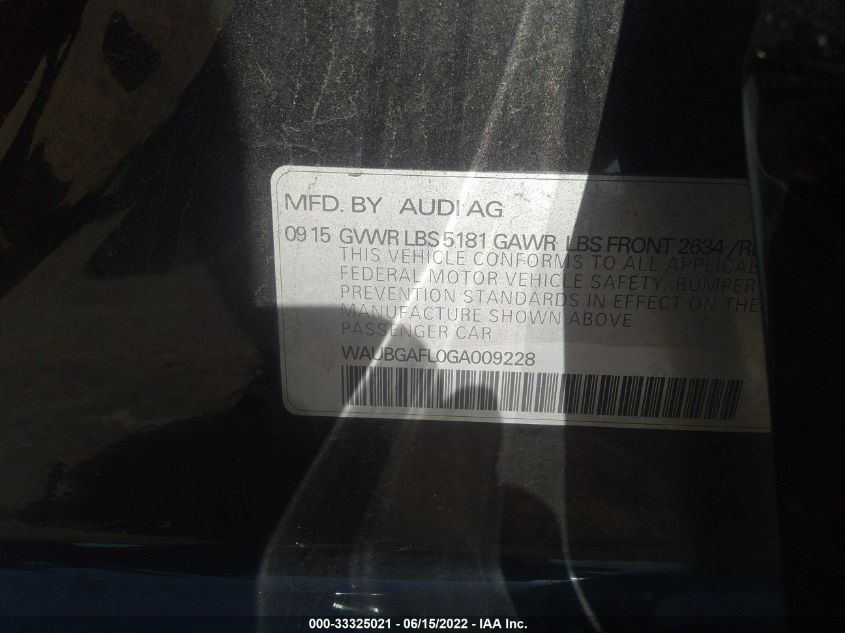 MFD. BY AUDI AG
09 15 GVWR LBS 5181 GAWR LBS FRONT 2634 /RE
THIS VEHICLE CONFORMS TO ALL APPLICAB
FEDERAL MOTOR VEHICLE SAFETY, BUMPER
PREVENTION STANDARDS IN EFFECT ON THE
MANUFACTURE SHOWN ABOVE
PASSENGER CAR
WAUBGAFL0GA009228
000-33325021 - 06/15/2022 - IAA Inc.